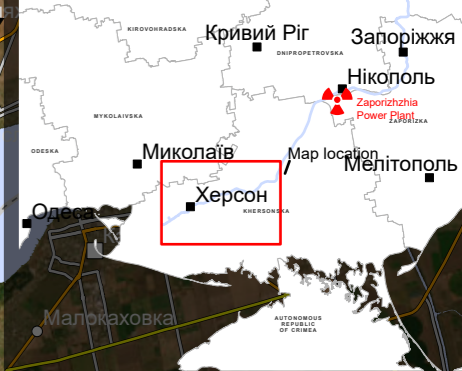 KIROVOHRADSKA
Кривий Ріг
Запоріжжя
DNIPROPETROVSKA
Нікополь
Zaporizhzhia
Power Plant
ZAPORIZKA
MYKOLAIVSKA
ODESKA
Миколаїв
Map location
Мелітополь
Херсон
KHERSONSKA
Одеса
Малокаховка
AUTONOMOUS
REPUBLIC
OF CRIMEA